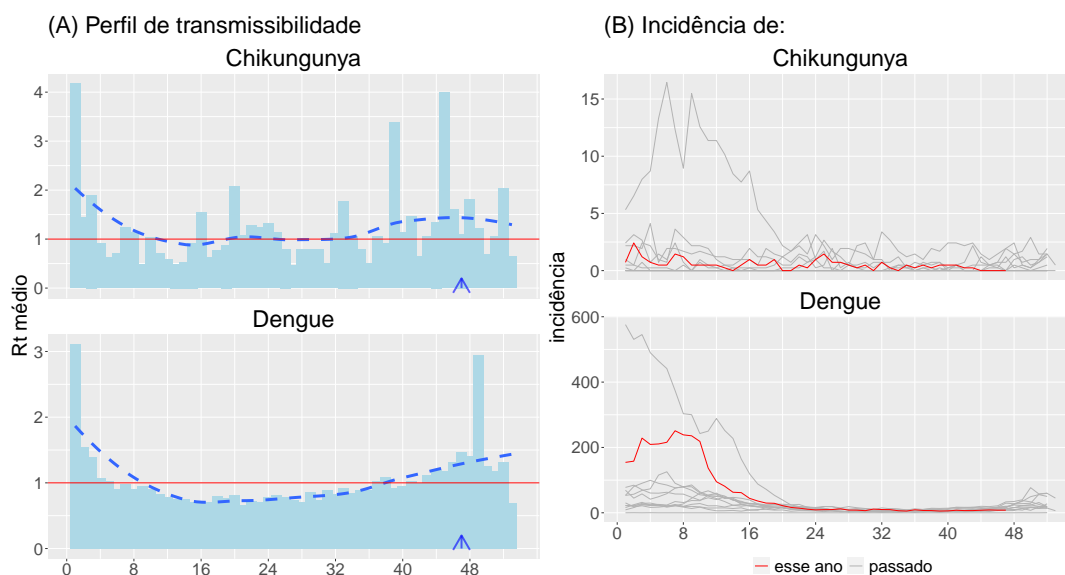 (A) Perfil de transmissibilidade
Chikungunya
4
3
2
1
0
Dengue
3
2
1
0
0 8 16 24 32 40 48
Rt médio
(B) Incidência de:
Chikungunya
15
10
5
0
Dengue
600
400
200
0
0 8 16 24 32 40 48
incidência
esse ano passado